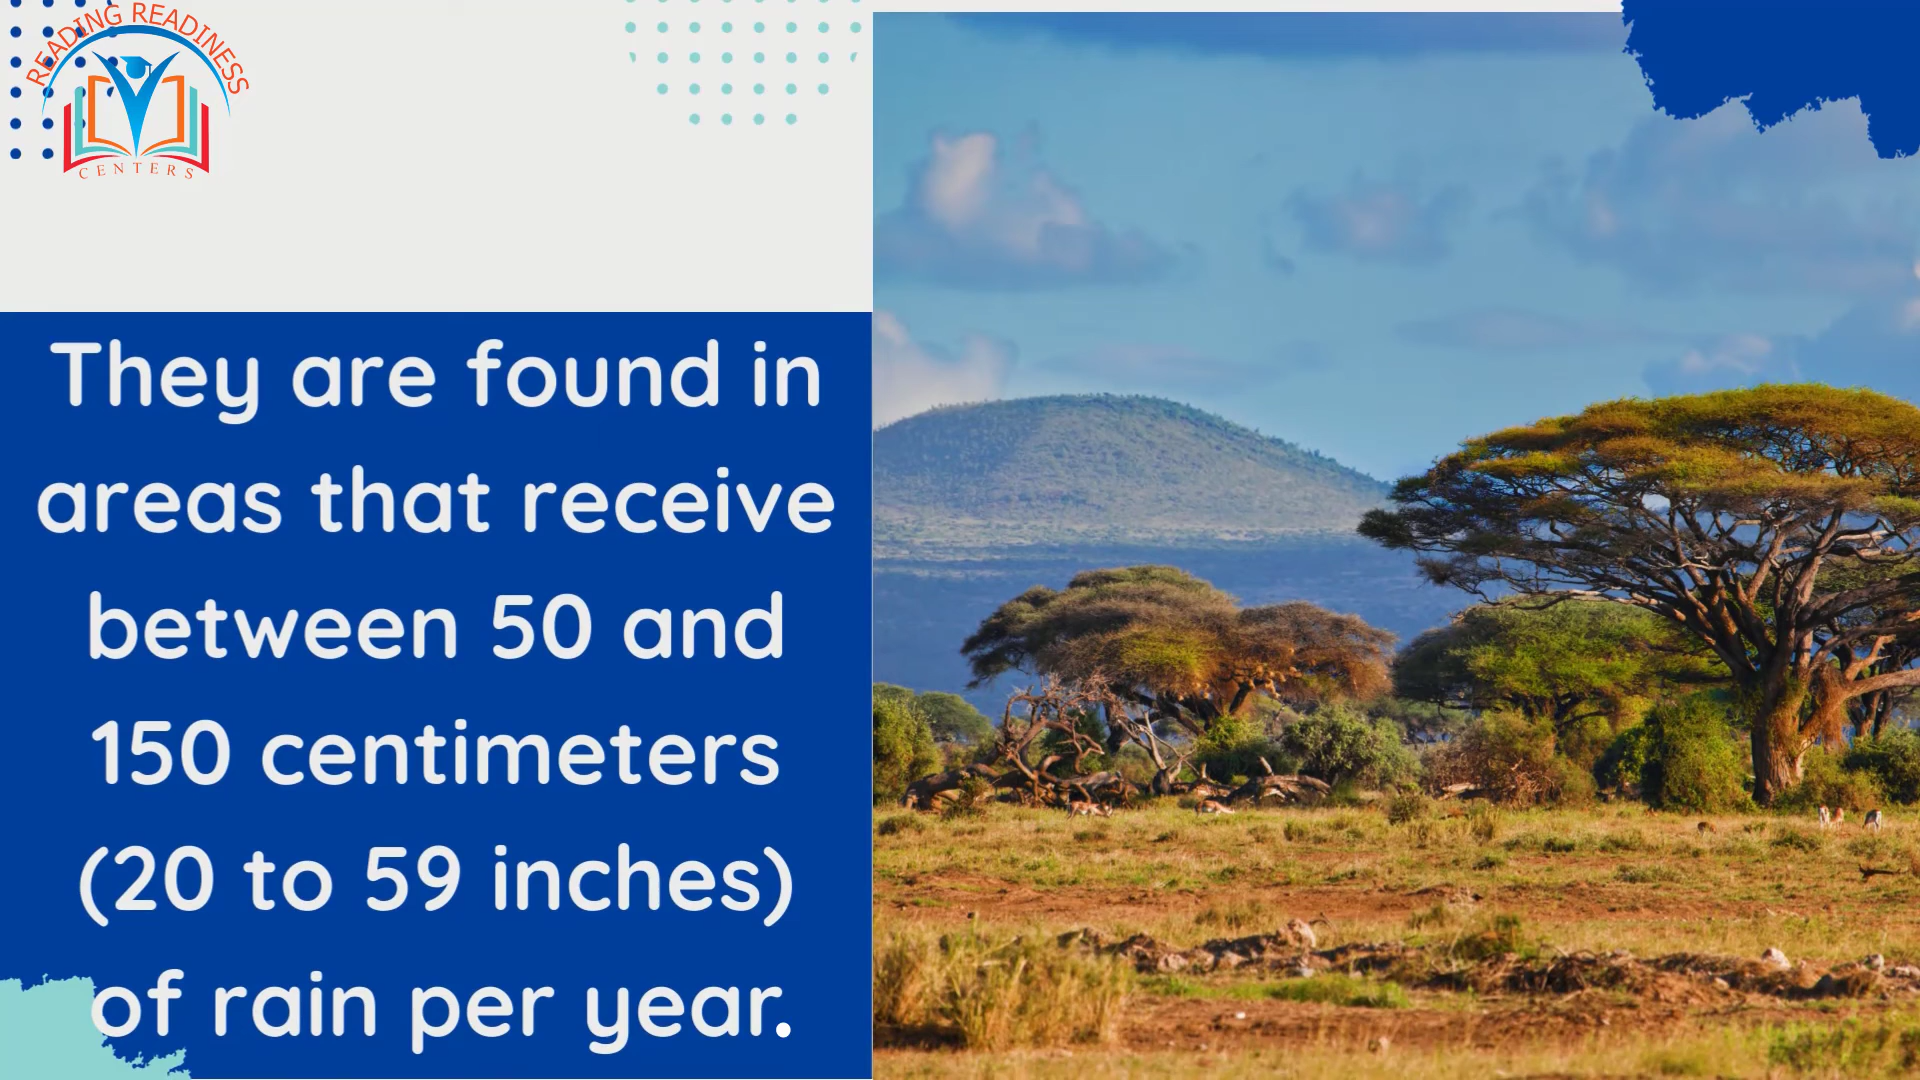 READING READINESS
CENTERS
They are found in
areas that receive
between 50 and
150 centimeters
(20 to 59 inches)
of rain per year.